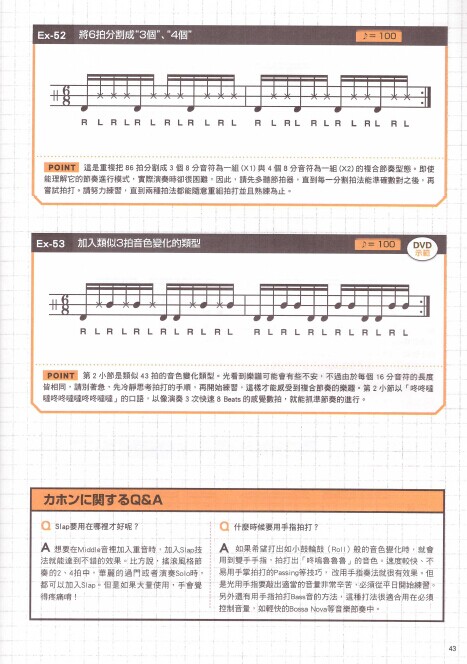 Ex-52 將6拍分割成"3個"、"4個" ♪= 100
6
8
R L R L R L R L R L R L R L R L R L R L R L R L
POINT 這是重裡把 86 拍分割成 3 個 8 分音符為一組 (X1) 與 4 個 8 分音符為一組 (X2) 的複合節奏型態。即使
能理解它的節奏進行模式，實際演奏時卻很困難。因此，請先多聽節拍器，直到每一分割拍法能準確數對之後，再
嘗試拍打。請努力練習，直到兩種拍法都能隨意重組拍打並且熟練為止。
Ex-53 加入類似3拍音色變化的類型 ♪= 100 DVD
示範
6
8
R L R L R L R L R L R L R L R L R L R L R L R L
POINT 第 2 小節是類似 43 拍的音色變化類型。光看到樂譜可能會有些不安，不過由於每個 16 分音符的長度
皆相同，請別著急，先冷靜思考拍打的手順，再開始練習，這樣才能感受到複合節奏的樂趣。第 2 小節以「咚咚噠
噠咚咚噠噠咚咚噠噠」的口語，以像演奏 3 次快速 8 Beats 的感覺數拍，就能抓準節奏的進行。
カホンに関するQ&A
Q Slap要用在哪裡才好呢？
A 想要在Middle音裡加入重音時，加入Slap技
法就能達到不錯的效果。比方說，搖滾風格節
奏的2、4拍中，華麗的過門或者演奏Solo時，
都可以加入Slap。但是如果大量使用，手會覺
得疼痛唷！
Q 什麼時候要用手指拍打？
A 如果希望打出如小鼓輪鼓（Roll）般的音色變化時，就會
用到雙手手指，拍打出「咚嗚嚕嚕嚕」的音色。速度較快、不
易用手掌拍打的Passing等技巧，改用手指奏法就很有效果。但
是光用手指要敲出適當的音量非常辛苦，必須從平日開始練習。
另外還有用手指拍打Bass音的方法，這種打法很適合用在必須
控制音量，如輕快的Bossa Nova等音樂節奏中。
43